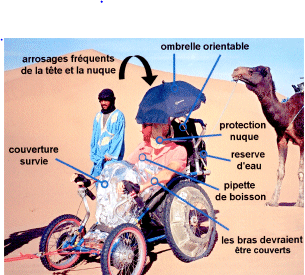 ombrelle orientable
arrosages fréquents
de la tête et la nuque
protection
nuque
couverture
survie
reserve
d'eau
pipette
de boisson
les bras devraient
être couverts